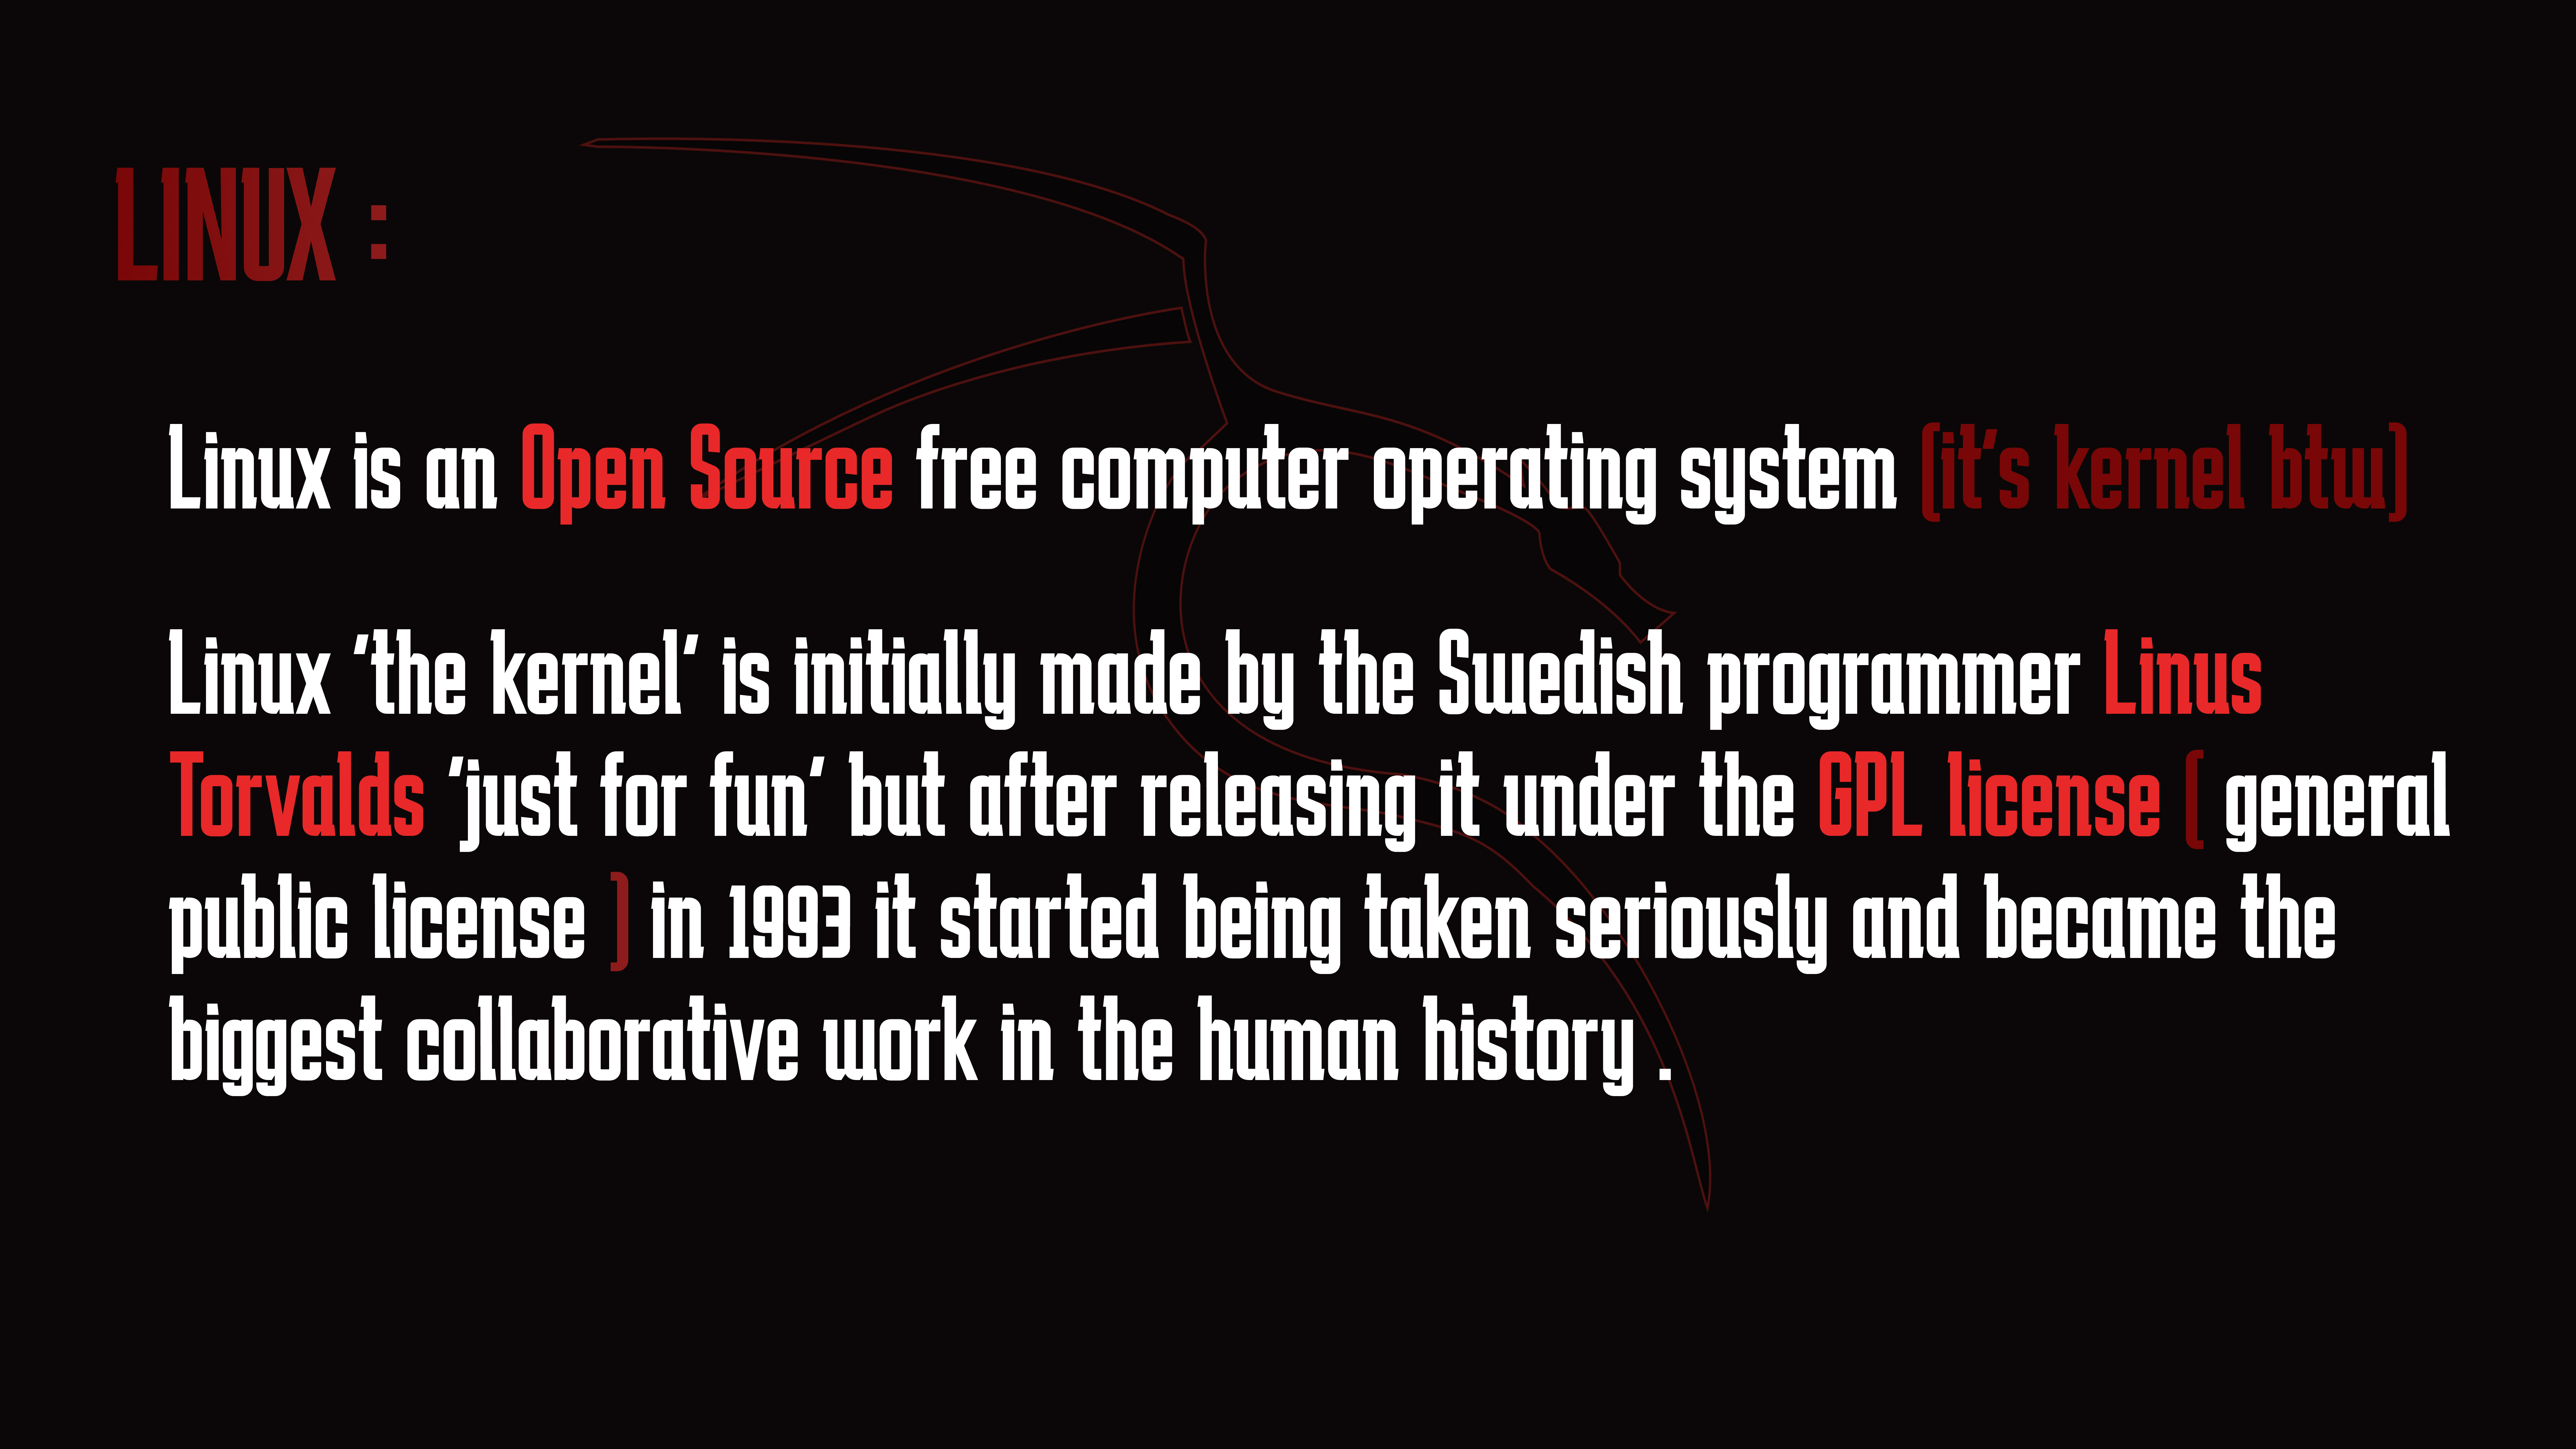 LINUX :
Linux is an Open Source free computer operating system (it's kernel btw)
Linux 'the kernel' is initially made by the Swedish programmer Linus
Torvalds 'just for fun' but after releasing it under the GPL license ( general
public license ) in 1993 it started being taken seriously and became the
biggest collaborative work in the human history .